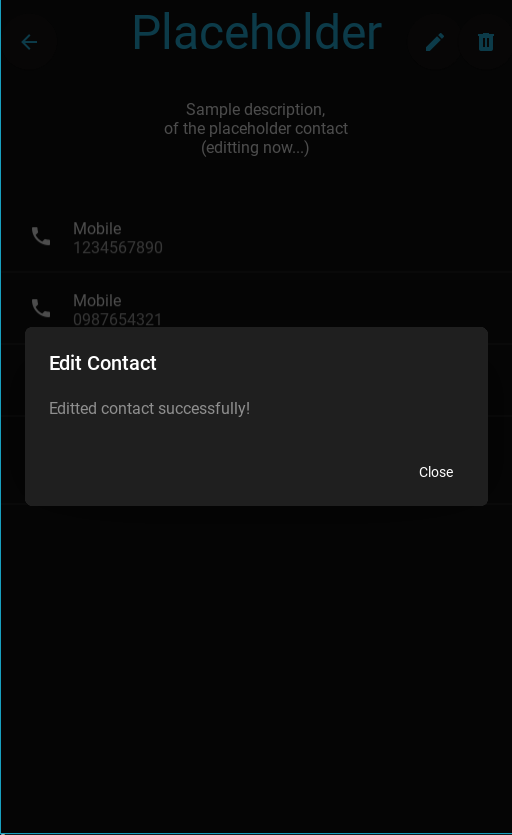 Placeholder
Sample description,
of the placeholder contact
(editting now...)
Mobile
1234567890
Mobile
0987654321
Edit Contact
Editted contact successfully!
Close